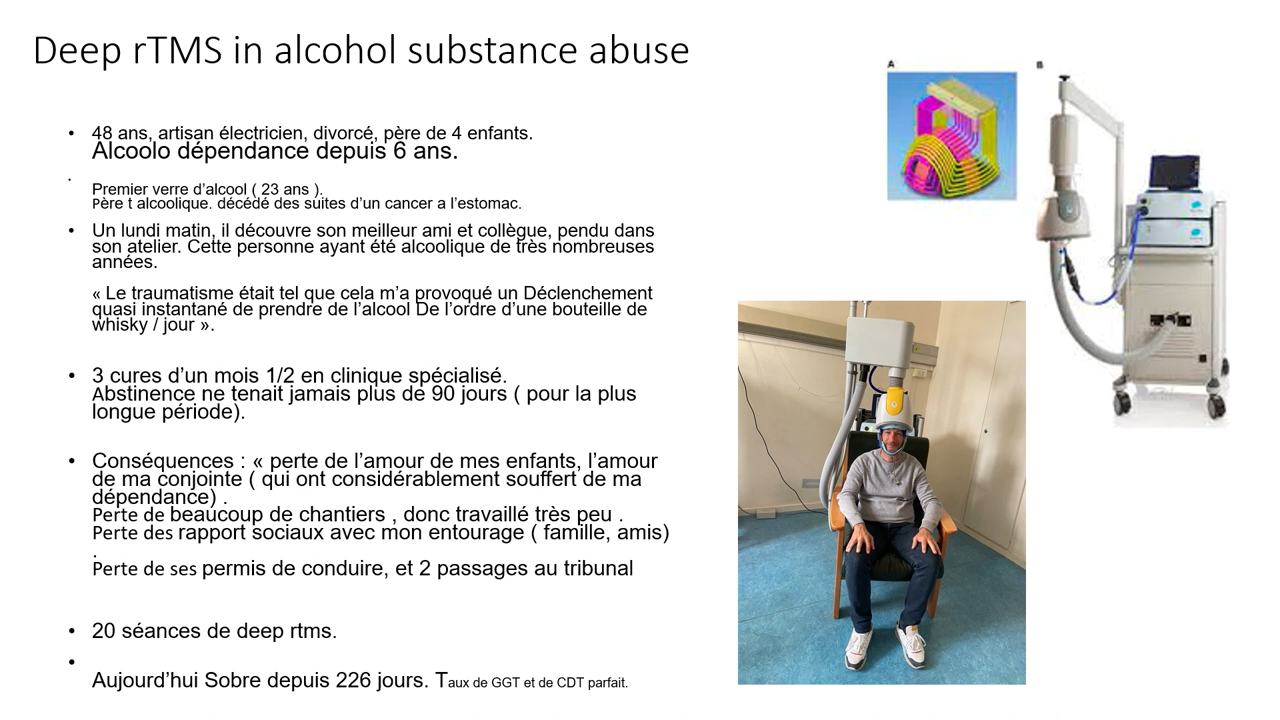 Deep rTMS in alcohol substance abuse
• 48 ans, artisan électricien, divorcé, père de 4 enfants.
Alcoolo dépendance depuis 6 ans.
•
Premier verre d’alcool ( 23 ans ).
Père t alcoolique. décédé des suites d’un cancer a l’estomac.
• Un lundi matin, il découvre son meilleur ami et collègue, pendu dans
son atelier. Cette personne ayant été alcoolique de très nombreuses
années.
« Le traumatisme était tel que cela m’a provoqué un Déclenchement
quasi instantané de prendre de l’alcool De l’ordre d’une bouteille de
whisky / jour ».
• 3 cures d’un mois 1/2 en clinique spécialisé.
Abstinence ne tenait jamais plus de 90 jours ( pour la plus
longue période).
• Conséquences : « perte de l’amour de mes enfants, l’amour
de ma conjointe ( qui ont considérablement souffert de ma
dépendance) .
Perte de beaucoup de chantiers , donc travaillé très peu .
Perte des rapport sociaux avec mon entourage ( famille, amis)
.
Perte de ses permis de conduire, et 2 passages au tribunal
• 20 séances de deep rtms.
•
Aujourd’hui Sobre depuis 226 jours. Taux de GGT et de CDT parfait.
A
B